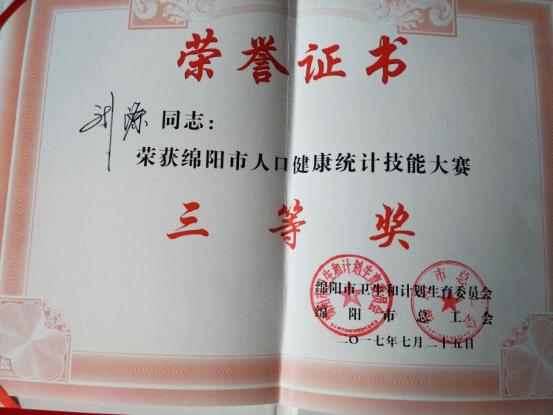 荣誉证书
刘源 同志：
荣获绵阳市人口健康统计技能大赛
三等奖
绵阳市卫生和计划生育委员会
绵阳市总工会
二〇一七年七月二十五日